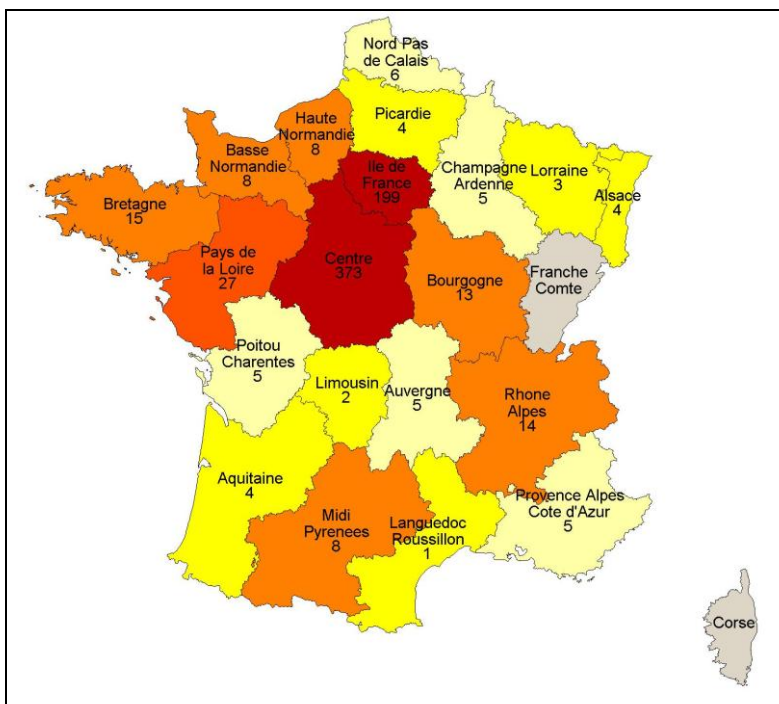 Nord Pas
de Calais
6
Picardie
4
Haute
Normandie
8
Basse
Normandie
8
Ile de
France
199
Champagne
Ardenne
5
Lorraine
3
Alsace
4
Bretagne
15
Pays de
la Loire
27
Centre
373
Bourgogne
13
Franche
Comte
Poitou
Charentes
5
Limousin
2
Auvergne
5
Rhone
Alpes
14
Aquitaine
4
Midi
Pyrenees
8
Languedoc
Roussillon
1
Provence Alpes
Cote d'Azur
5
Corse